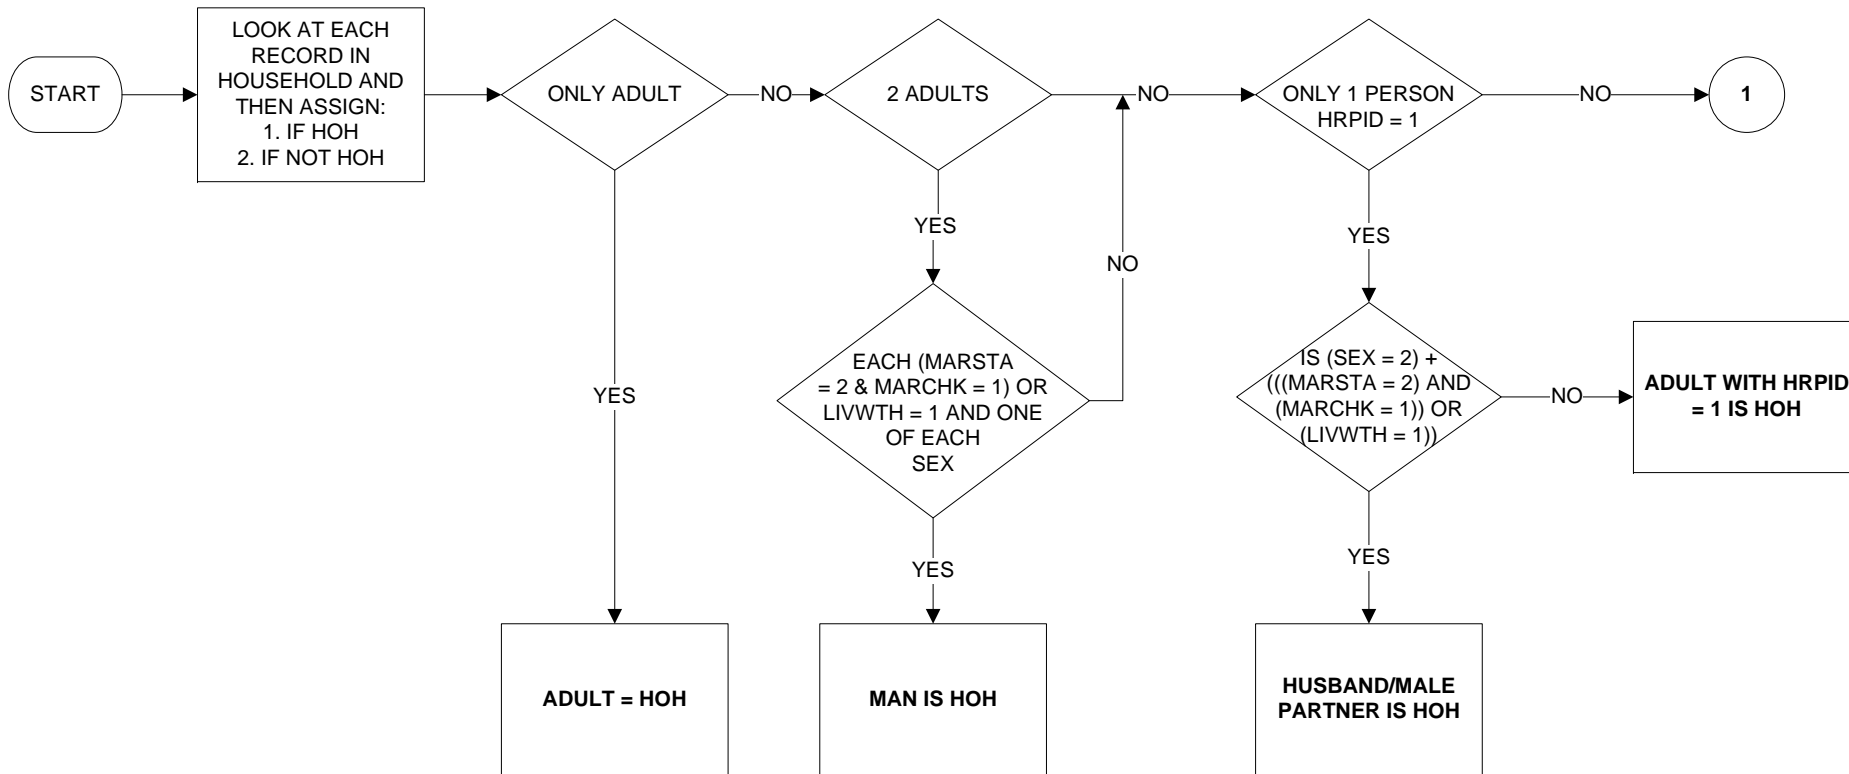 START
LOOK AT EACH
RECORD IN
HOUSEHOLD AND
THEN ASSIGN:
1. IF HOH
2. IF NOT HOH
ONLY ADULT
NO
2 ADULTS
NO
ONLY 1 PERSON
HRPID = 1
NO
1
YES
YES
NO
YES
EACH (MARSTA
= 2 & MARCHK = 1) OR
LIVWTH = 1 AND ONE
OF EACH
SEX
IS (SEX = 2) +
(((MARSTA = 2) AND
(MARCHK = 1)) OR
(LIVWTH = 1))
NO
ADULT WITH HRPID
= 1 IS HOH
YES
YES
ADULT = HOH
MAN IS HOH
HUSBAND/MALE
PARTNER IS HOH